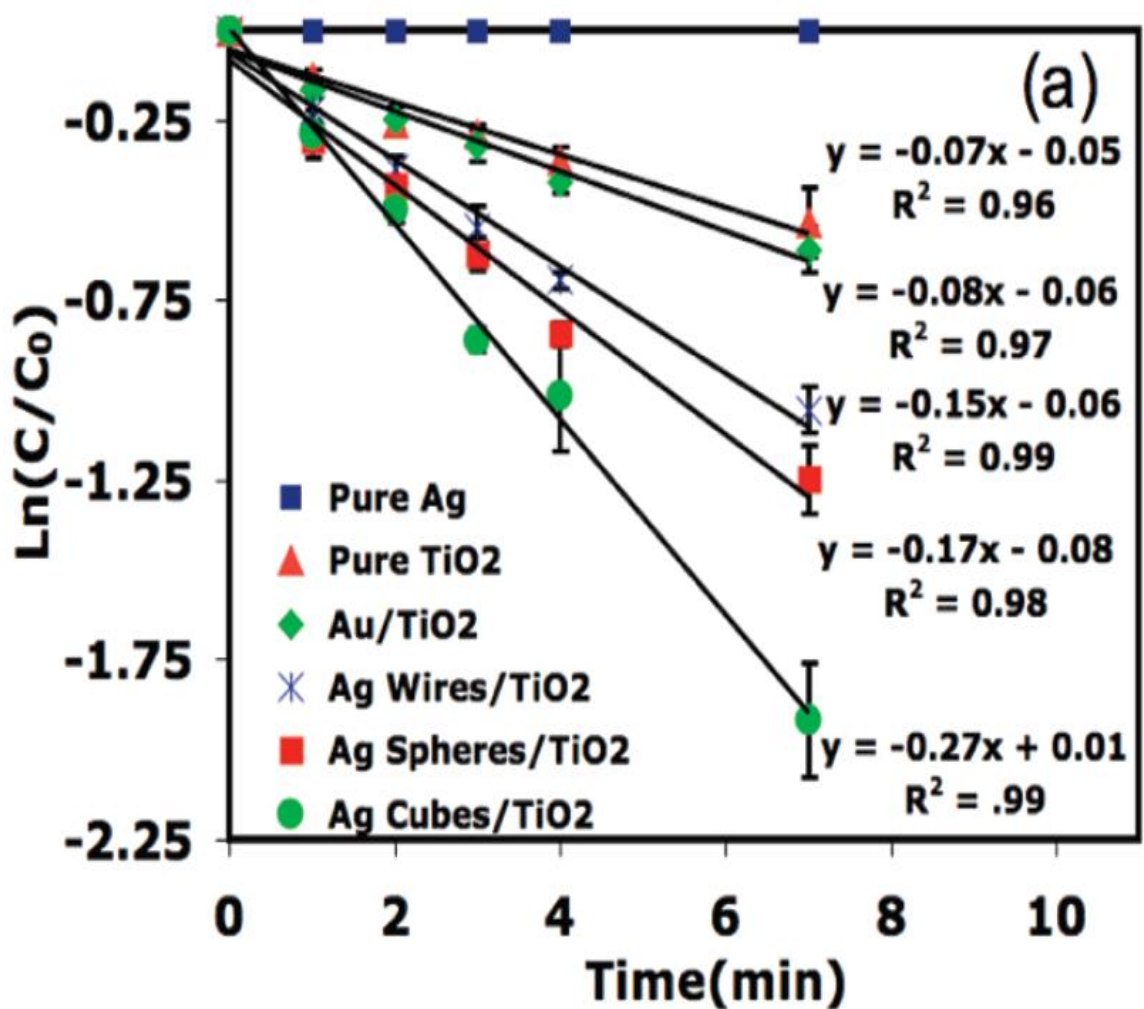 (a)
-0.25
-0.75
-1.25
-1.75
-2.25
Ln(C/C₀)
y = -0.07x - 0.05
R² = 0.96
y = -0.08x - 0.06
R² = 0.97
y = -0.15x - 0.06
R² = 0.99
y = -0.17x - 0.08
R² = 0.98
y = -0.27x + 0.01
R² = .99
Pure Ag
Pure TiO2
Au/TiO2
Ag Wires/TiO2
Ag Spheres/TiO2
Ag Cubes/TiO2
0 2 4 6 8 10
Time(min)